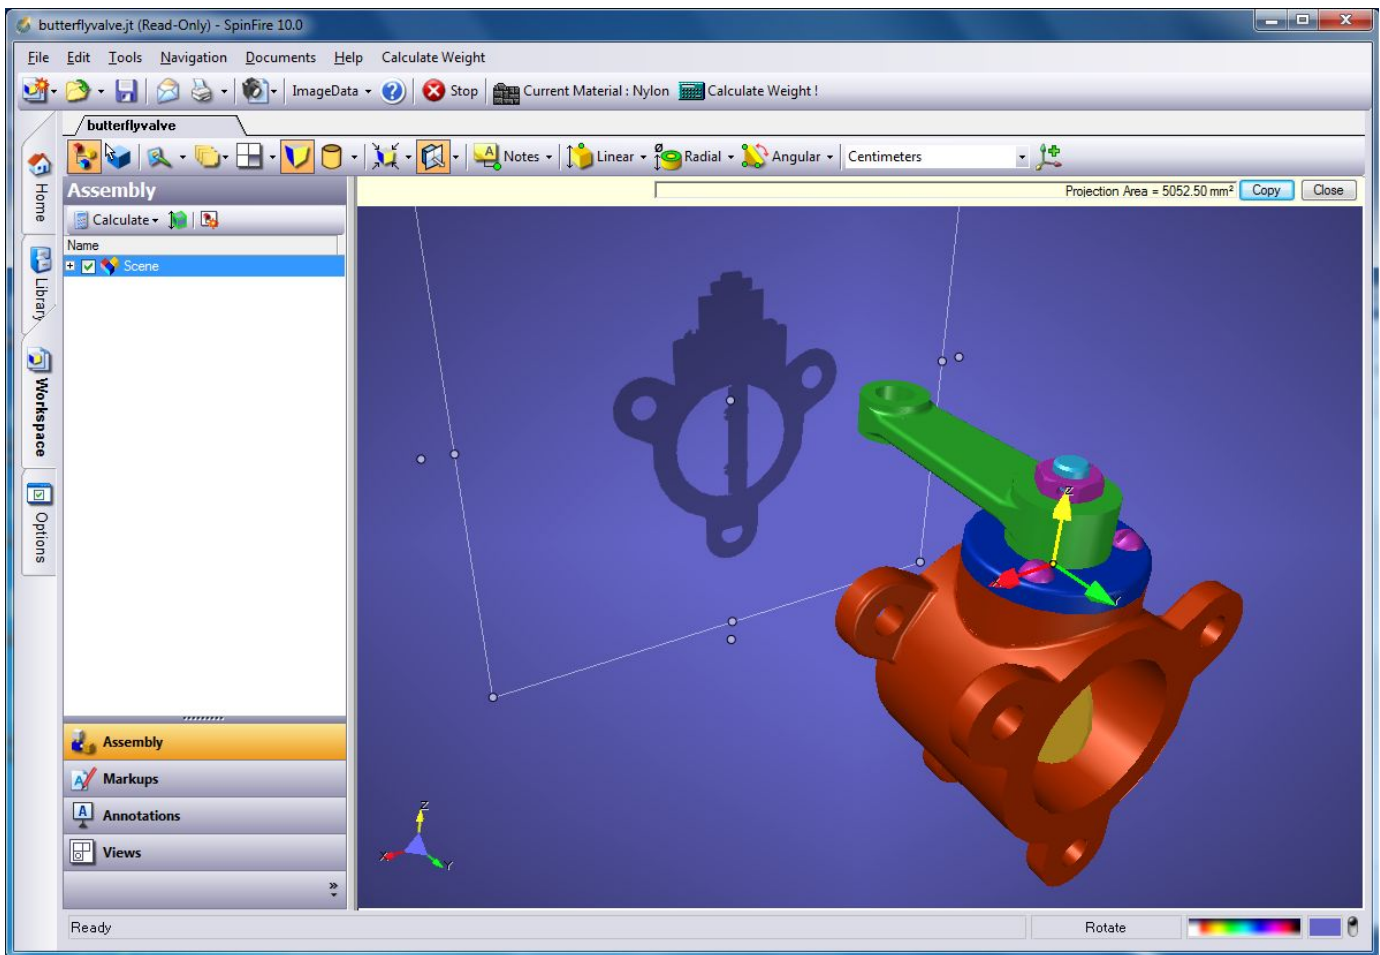 butterflyvalve.jt (Read-Only) - SpinFire 10.0
File Edit Tools Navigation Documents Help Calculate Weight
ImageData Stop Current Material : Nylon Calculate Weight !
butterflyvalve
Notes Linear Radial Angular Centimeters
Assembly
Projection Area = 5052.50 mm² Copy Close
Calculate
Name
Scene
Home
Library
Workspace
Options
Z
X
Y
Assembly
Markups
Annotations
Views
Z
X
Y
Ready Rotate